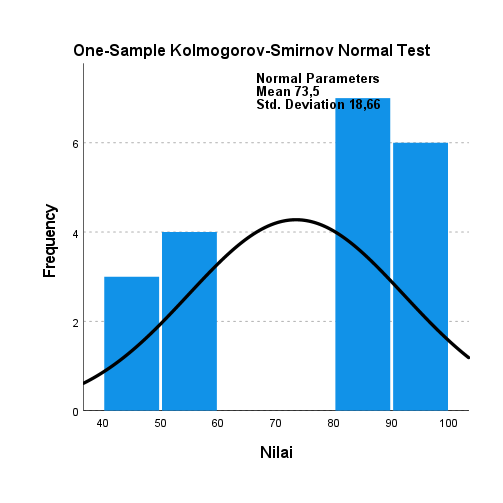 One-Sample Kolmogorov-Smirnov Normal Test
Normal Parameters
Mean 73,5
Std. Deviation 18,66
6
4
2
0
Frequency
40 50 60 70 80 90 100
Nilai